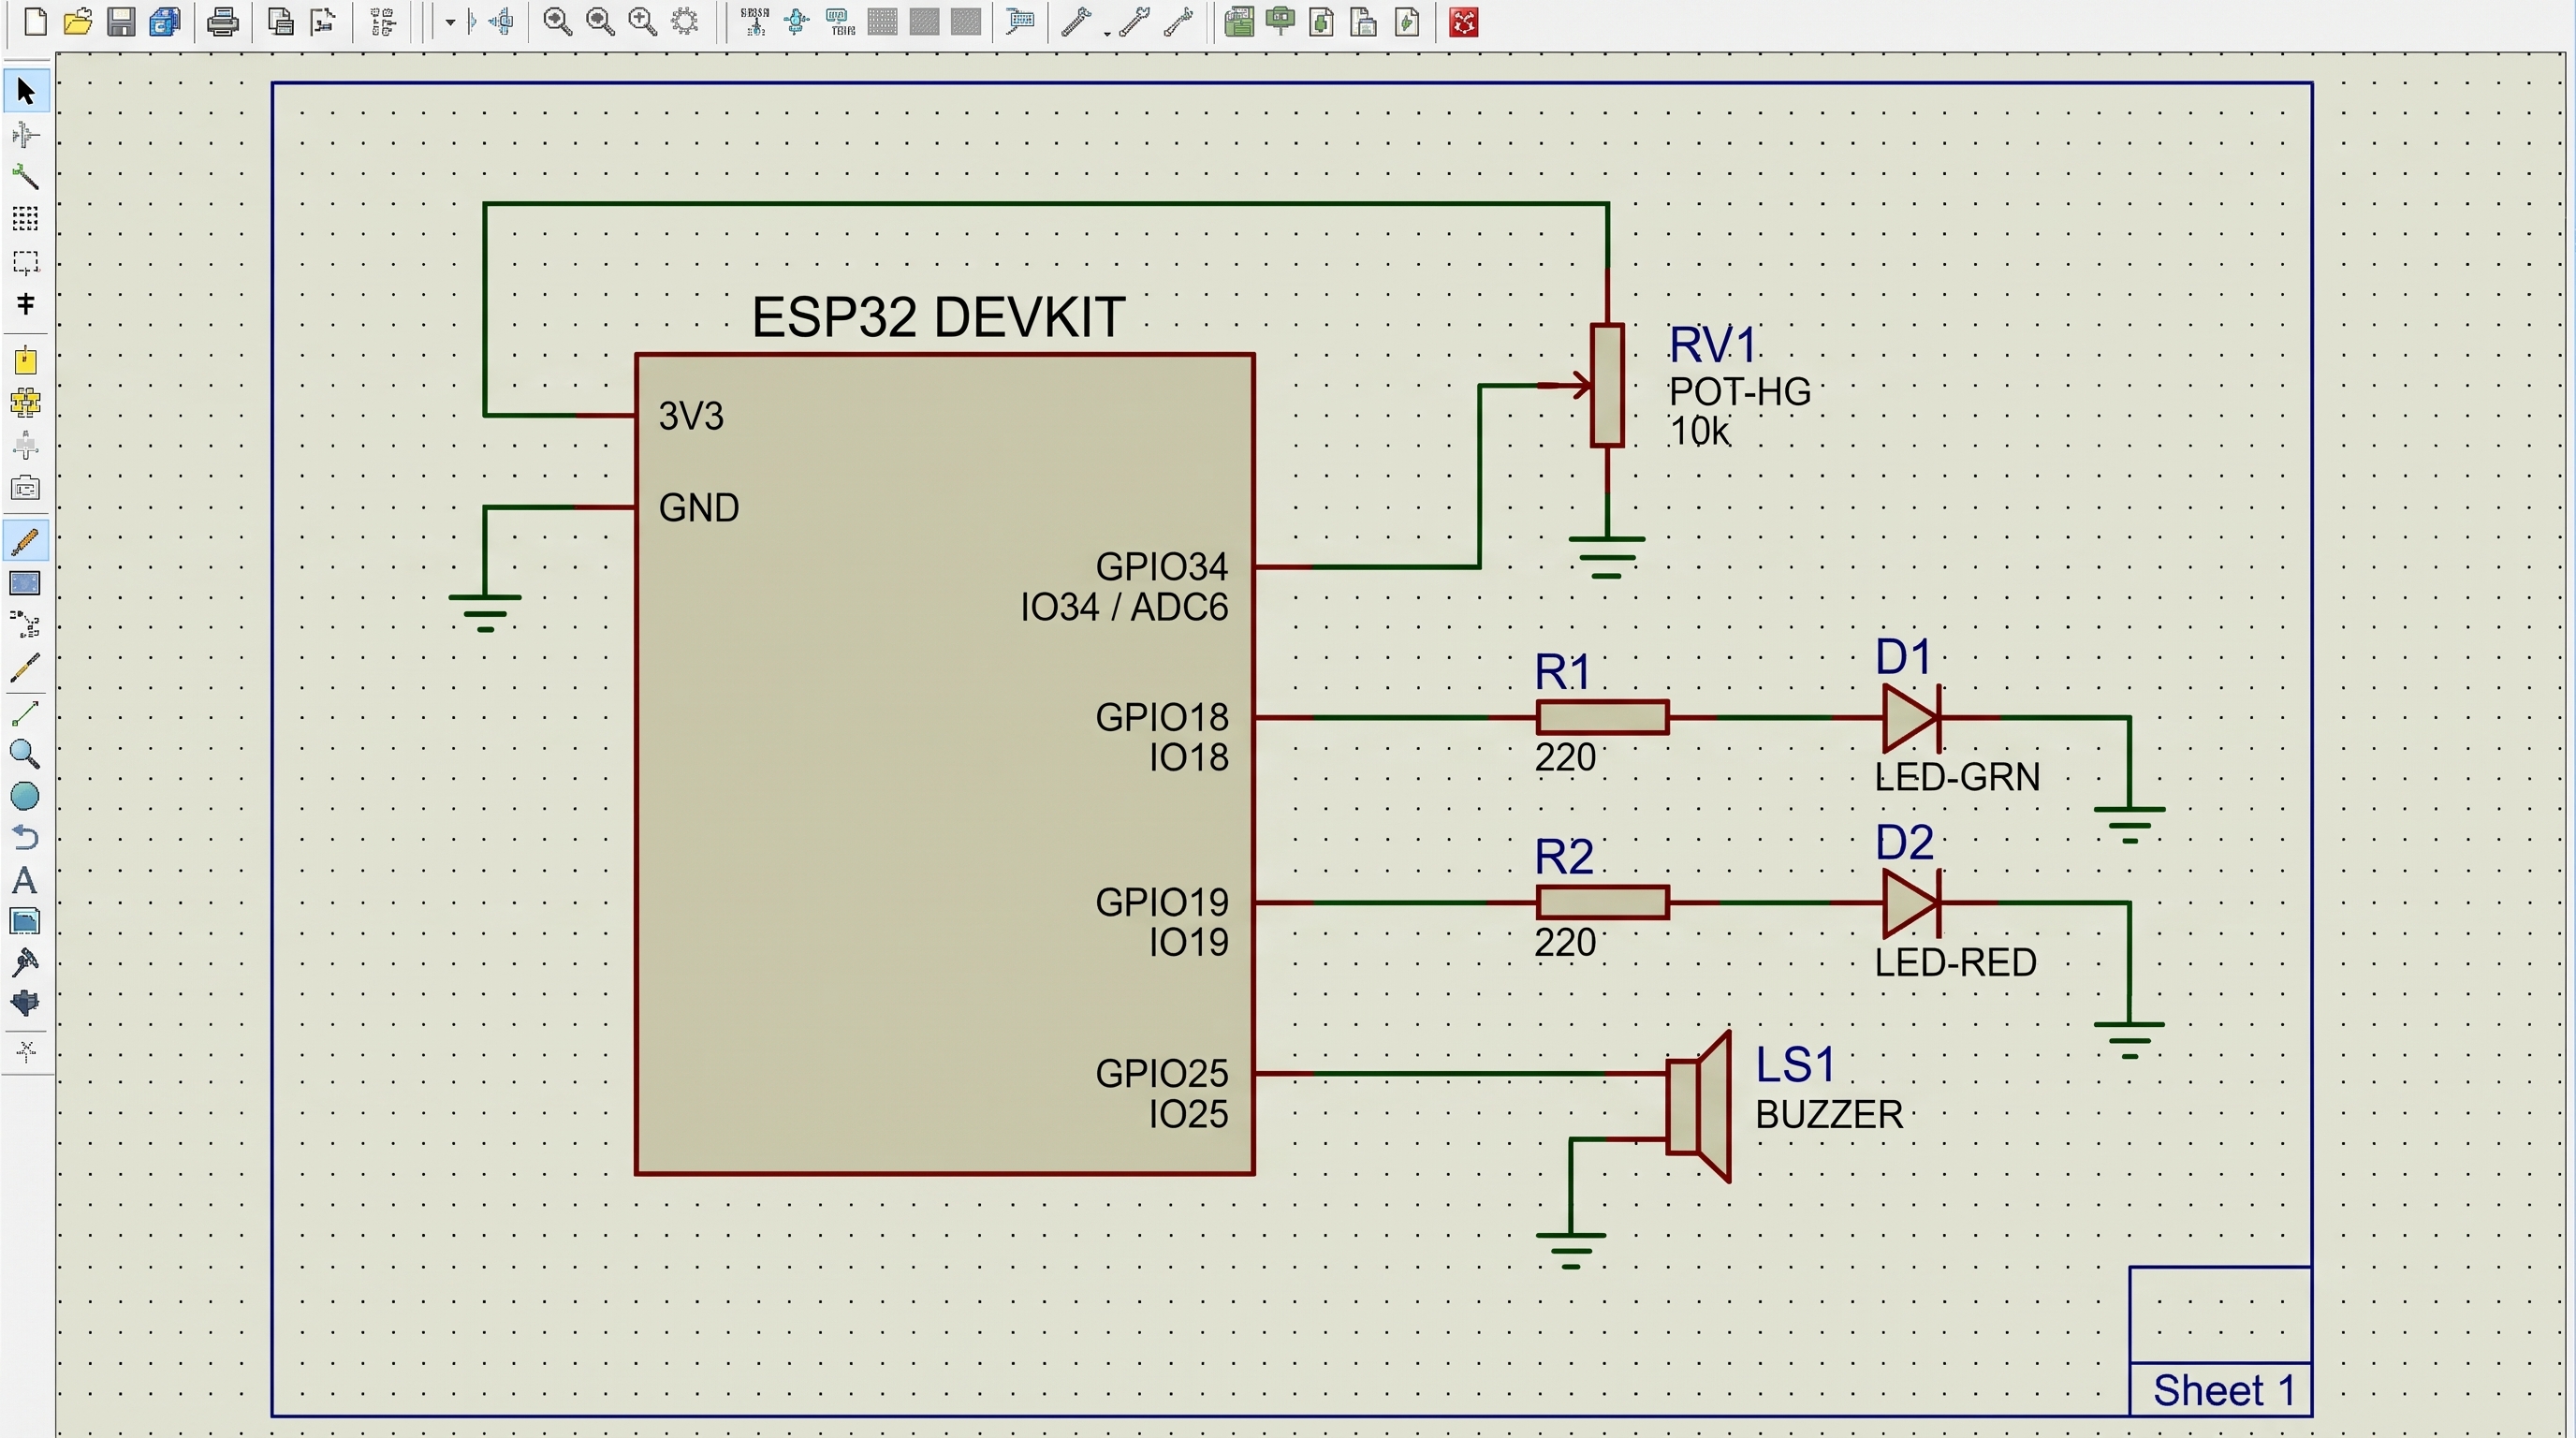 ESP32 DEVKIT
3V3
GND
GPIO34
IO34 / ADC6
GPIO18
IO18
GPIO19
IO19
GPIO25
IO25
RV1
POT-HG
10k
R1
220
D1
LED-GRN
R2
220
D2
LED-RED
LS1
BUZZER
Sheet 1